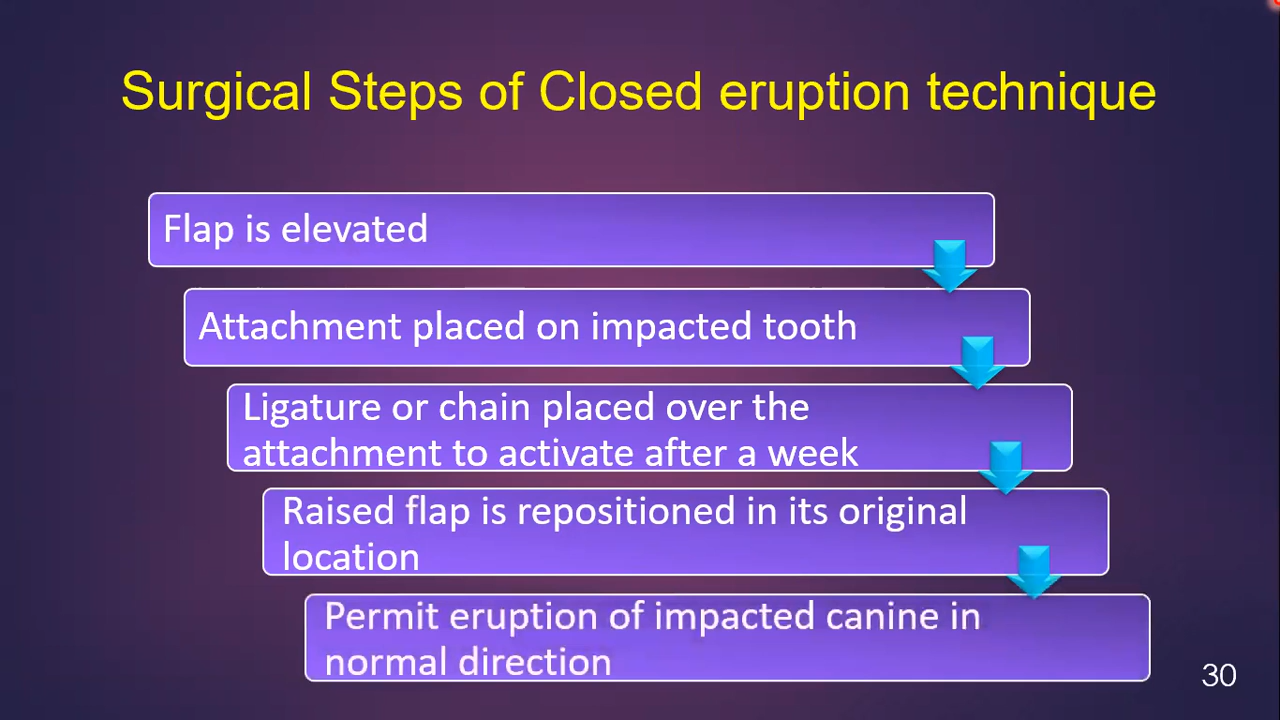 Surgical Steps of Closed eruption technique
Flap is elevated
Attachment placed on impacted tooth
Ligature or chain placed over the
attachment to activate after a week
Raised flap is repositioned in its original
location
Permit eruption of impacted canine in
normal direction
30